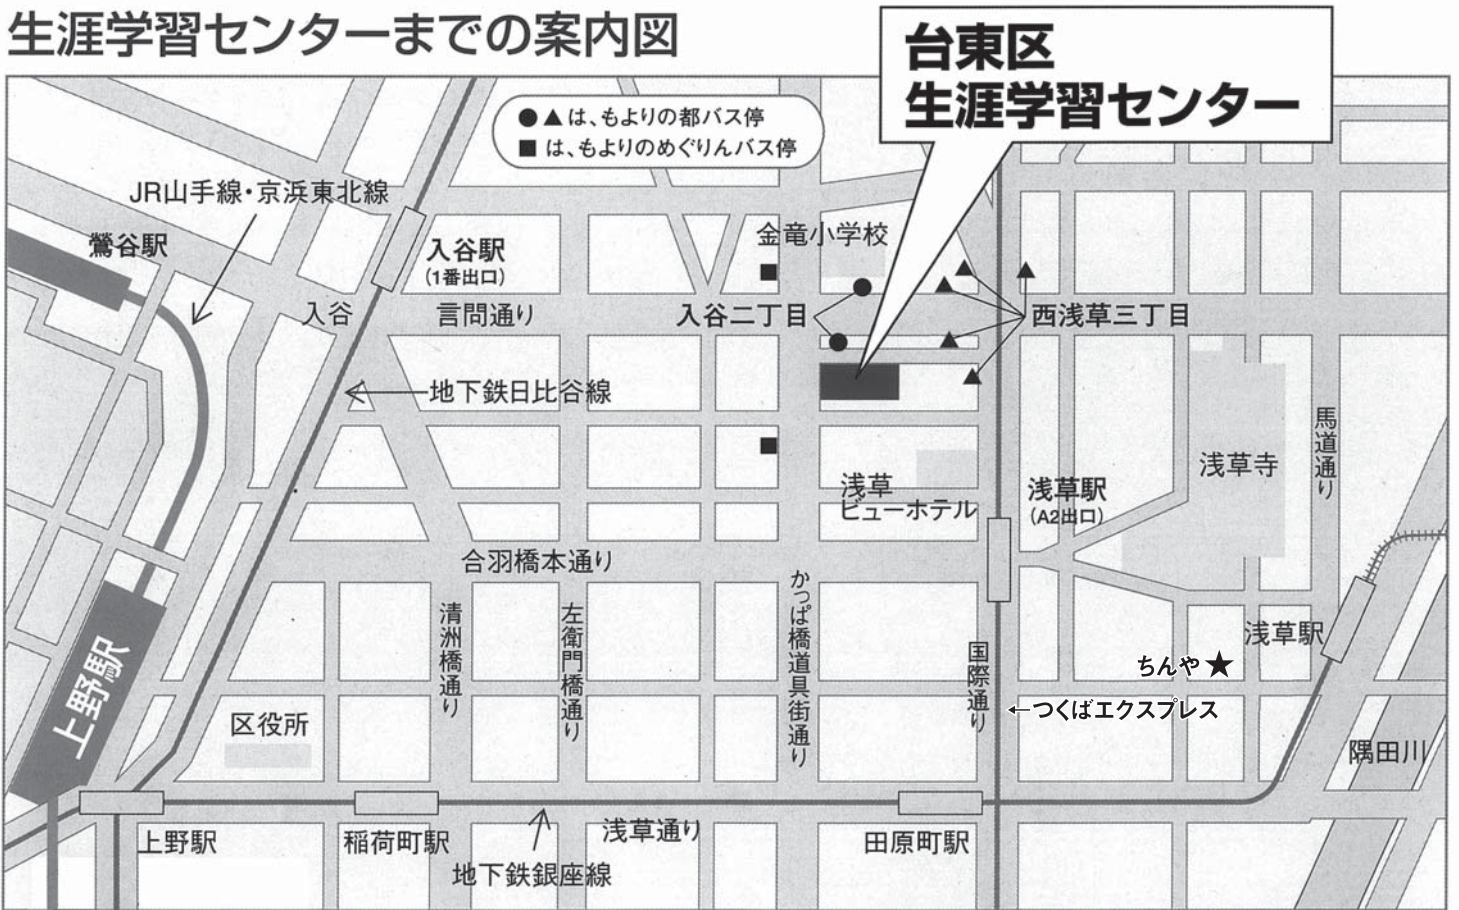 生涯学習センターまでの案内図
台東区
生涯学習センター
●▲は、もよりの都バス停
■は、もよりのめぐりんバス停
JR山手線・京浜東北線
鶯谷駅
入谷駅
(1番出口)
金竜小学校
入谷
言問通り
入谷二丁目
西浅草三丁目
地下鉄日比谷線
馬道通り
浅草寺
浅草
ビューホテル
浅草駅
(A2出口)
合羽橋本通り
かっぱ橋道具街通り
清洲橋通り
左衛門橋通り
国際通り
浅草駅
ちんや★
←つくばエクスプレス
上野駅
区役所
隅田川
上野駅
稲荷町駅
浅草通り
田原町駅
地下鉄銀座線